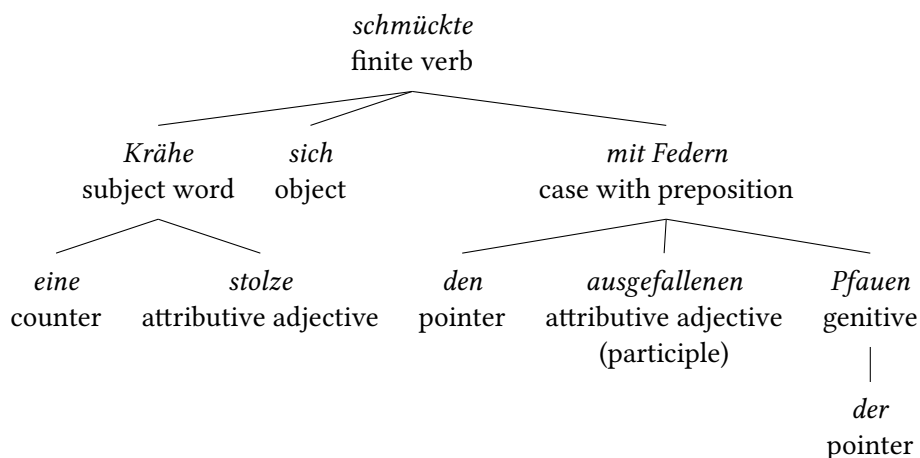 schmückte
finite verb
Krähe sich mit Federn
subject word object case with preposition
eine stolze den ausgefallenen Pfauen
counter attributive adjective pointer attributive adjective genitive
(participle)
der
pointer